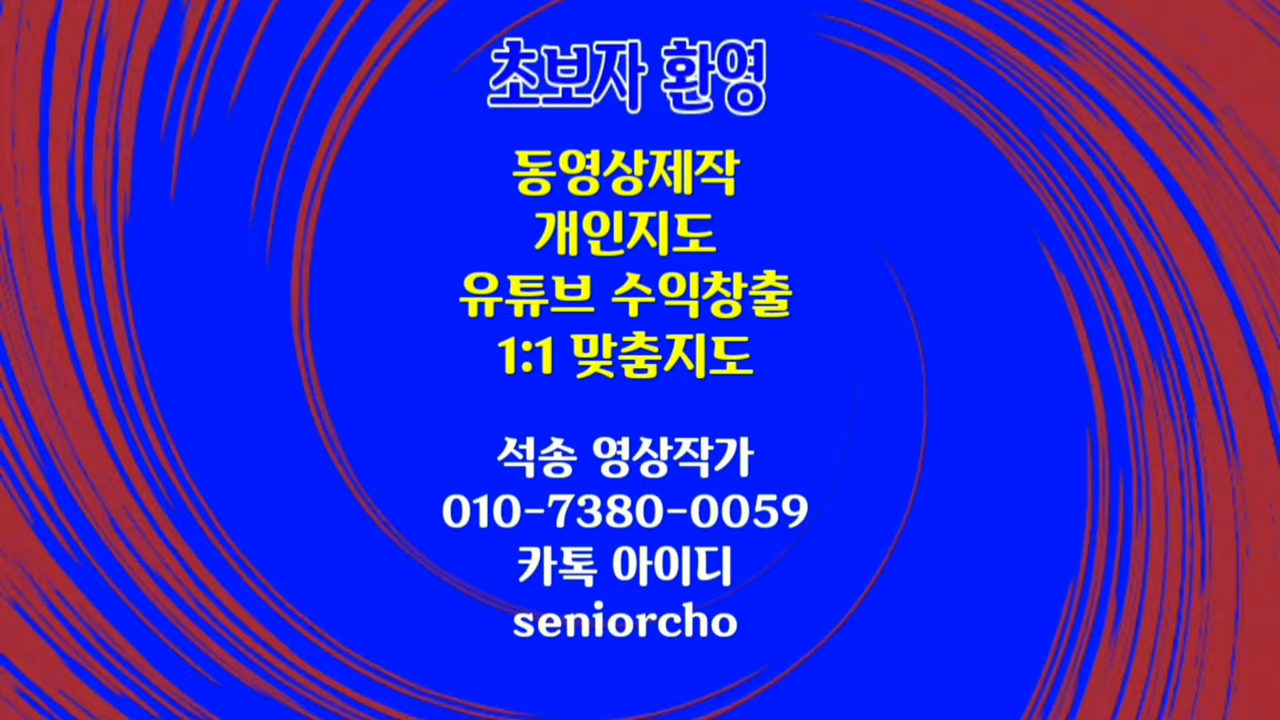 초보자 환영
동영상제작
개인지도
유튜브 수익창출
1:1 맞춤지도
석송 영상작가
010-7380-0059
카톡 아이디
seniorcho